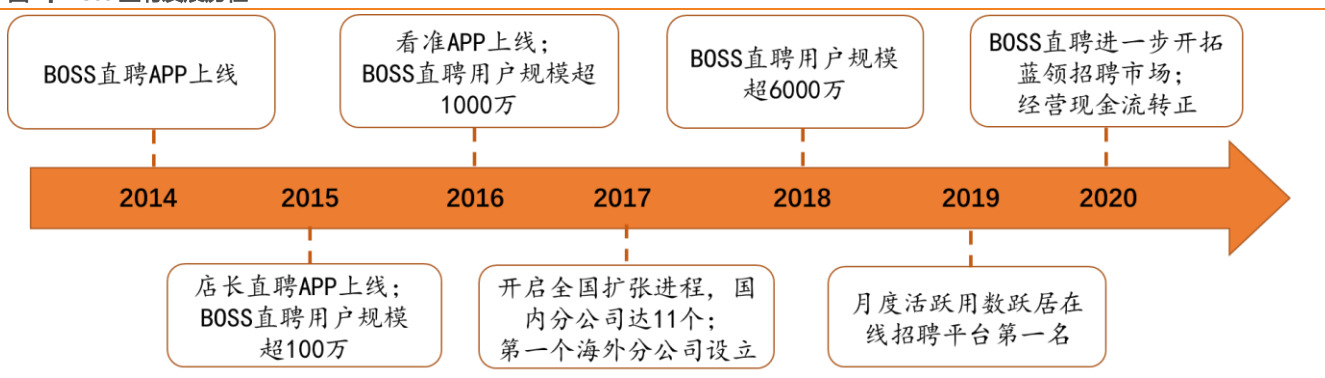 BOSS直聘APP上线
看准APP上线；
BOSS直聘用户规模超
1000万
BOSS直聘用户规模
超6000万
BOSS直聘进一步开拓
蓝领招聘市场；
经营现金流转正
2014 2015 2016 2017 2018 2019 2020
店长直聘APP上线；
BOSS直聘用户规模
超100万
开启全国扩张进程，国
内分公司达11个；
第一个海外分公司设立
月度活跃用数跃居在
线招聘平台第一名